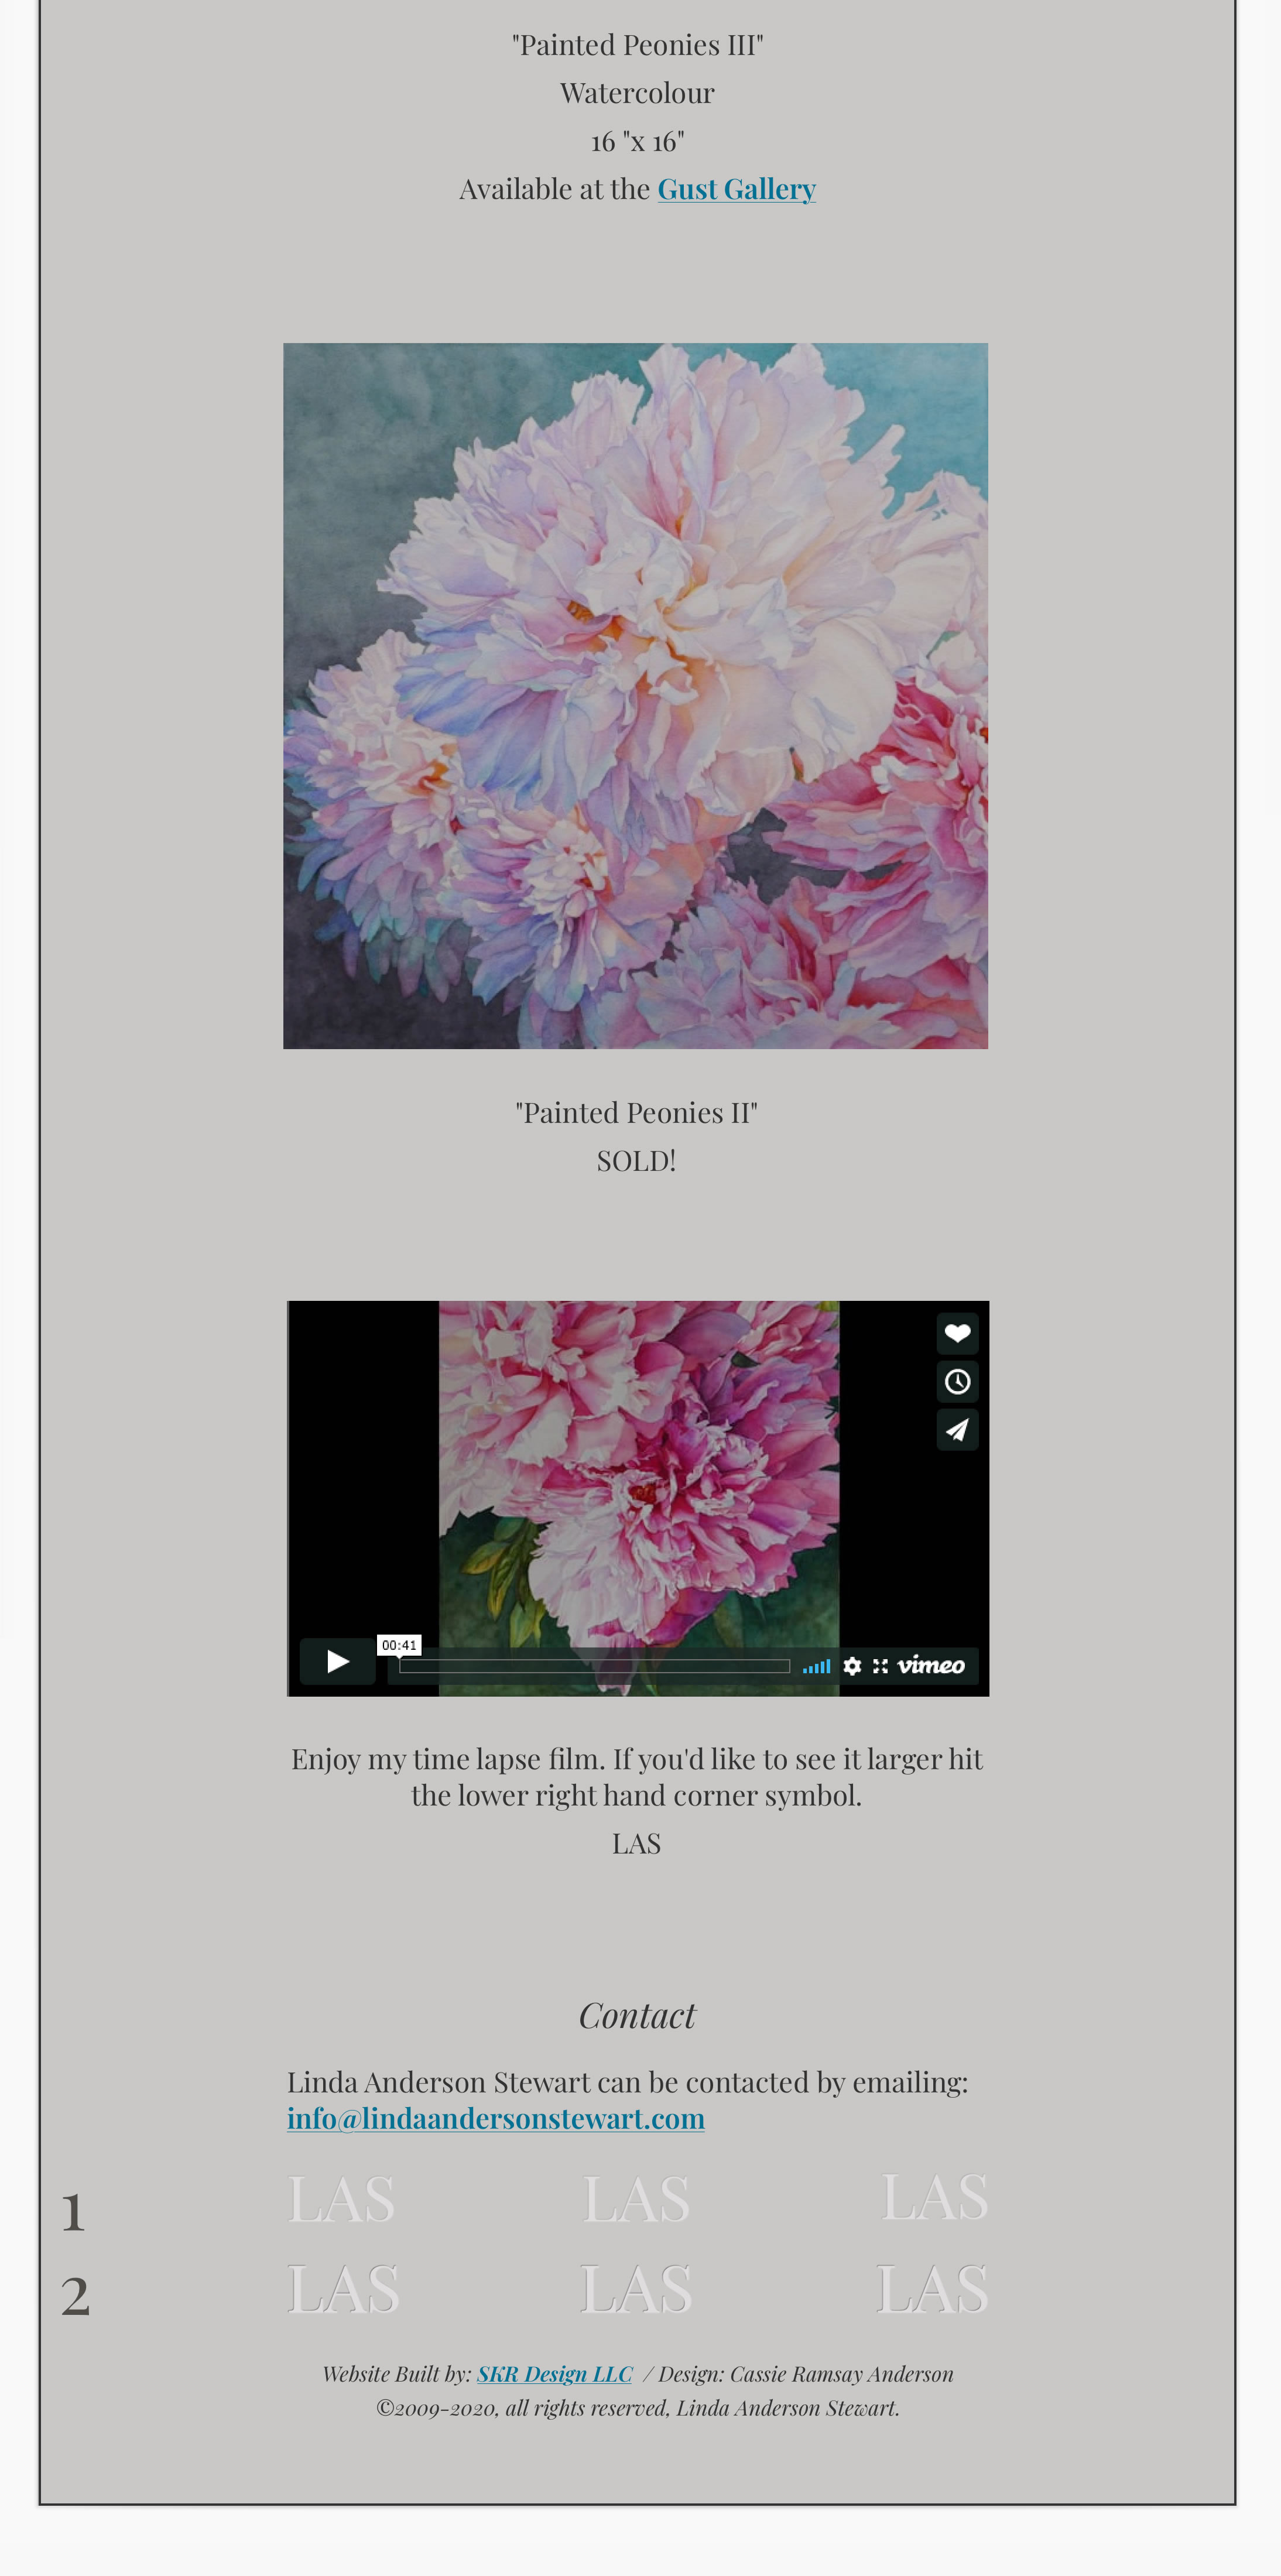 "Painted Peonies III"
Watercolour
16 "x 16"
Available at the Gust Gallery
"Painted Peonies II"
SOLD!
00:41
vimeo
Enjoy my time lapse film. If you'd like to see it larger hit
the lower right hand corner symbol.
LAS
Contact
Linda Anderson Stewart can be contacted by emailing:
info@lindaandersonstewart.com
1 LAS LAS LAS
2 LAS LAS LAS
Website Built by: SKR Design LLC / Design: Cassie Ramsay Anderson
©2009-2020, all rights reserved, Linda Anderson Stewart.